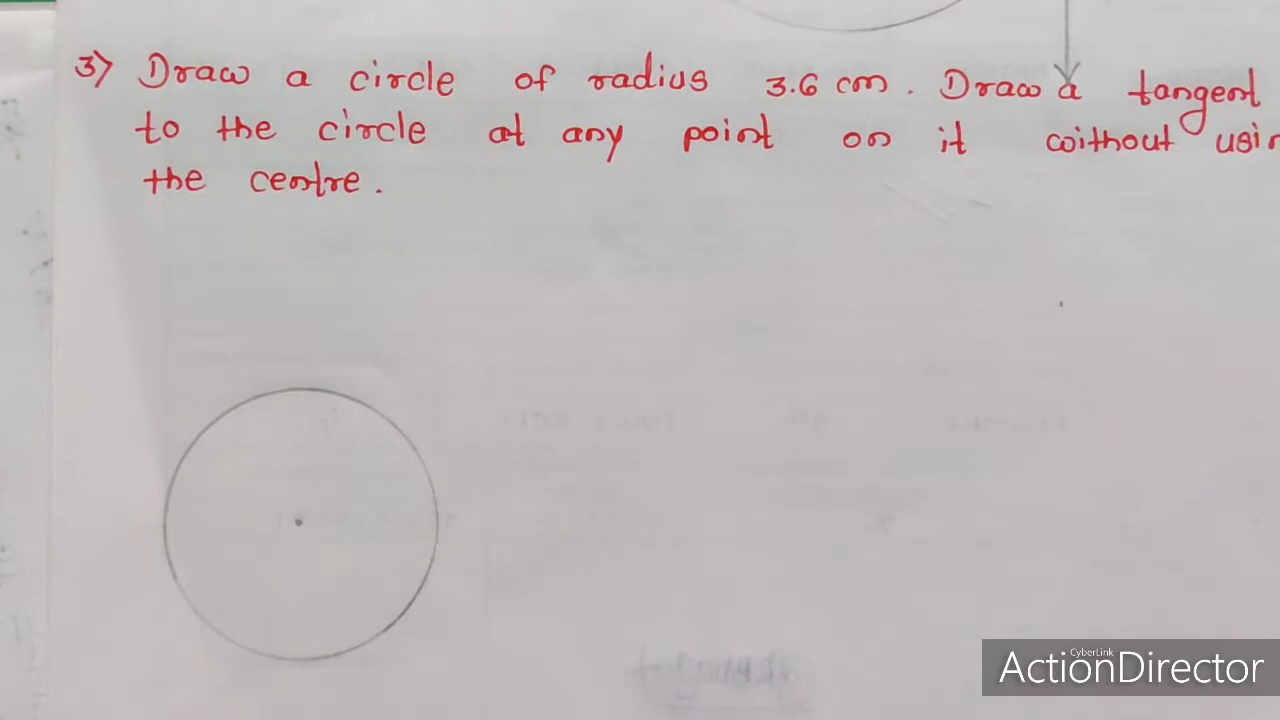 3) Draw a circle of radius 3.6 cm. Draw a tangent
to the circle at any point on it without usin
the centre.
CyberLink
ActionDirector